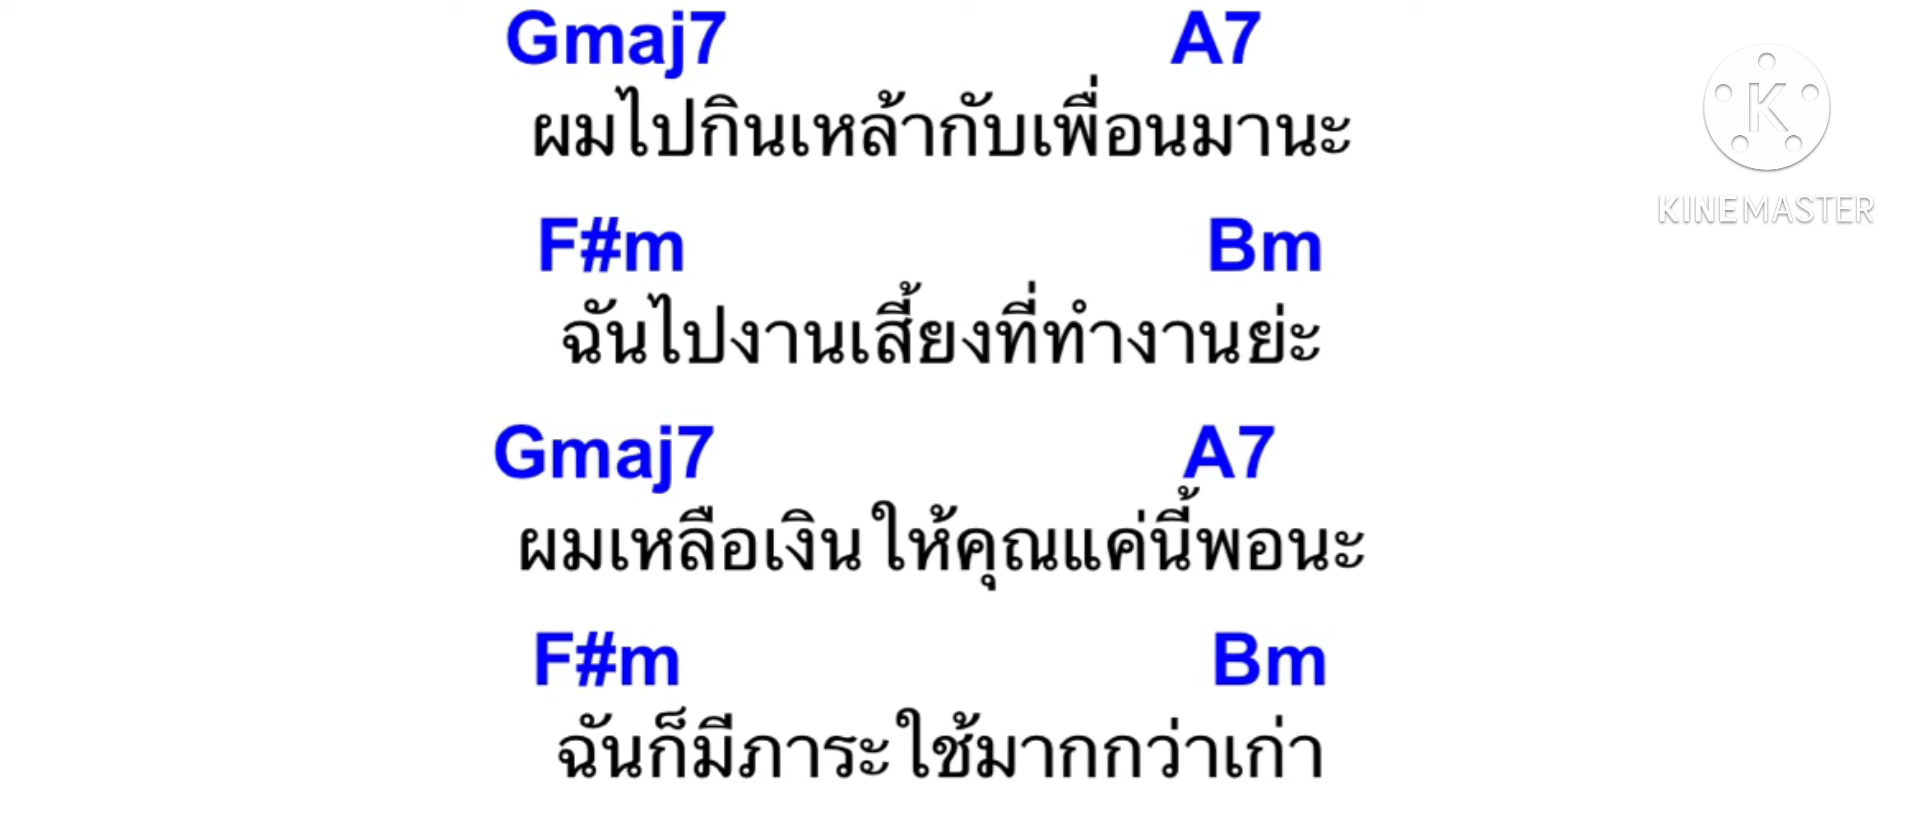 Gmaj7 A7
ผมไปกินเหล้ากับเพื่อนมานะ
F#m Bm
ฉันไปงานเสี้ยงที่ทำงานย่ะ
Gmaj7 A7
ผมเหลือเงิน ให้คุณแค่นี้พอนะ
F#m Bm
ฉันก็มีภาระ ใช้มากกว่าเก่า
K
KINEMASTER